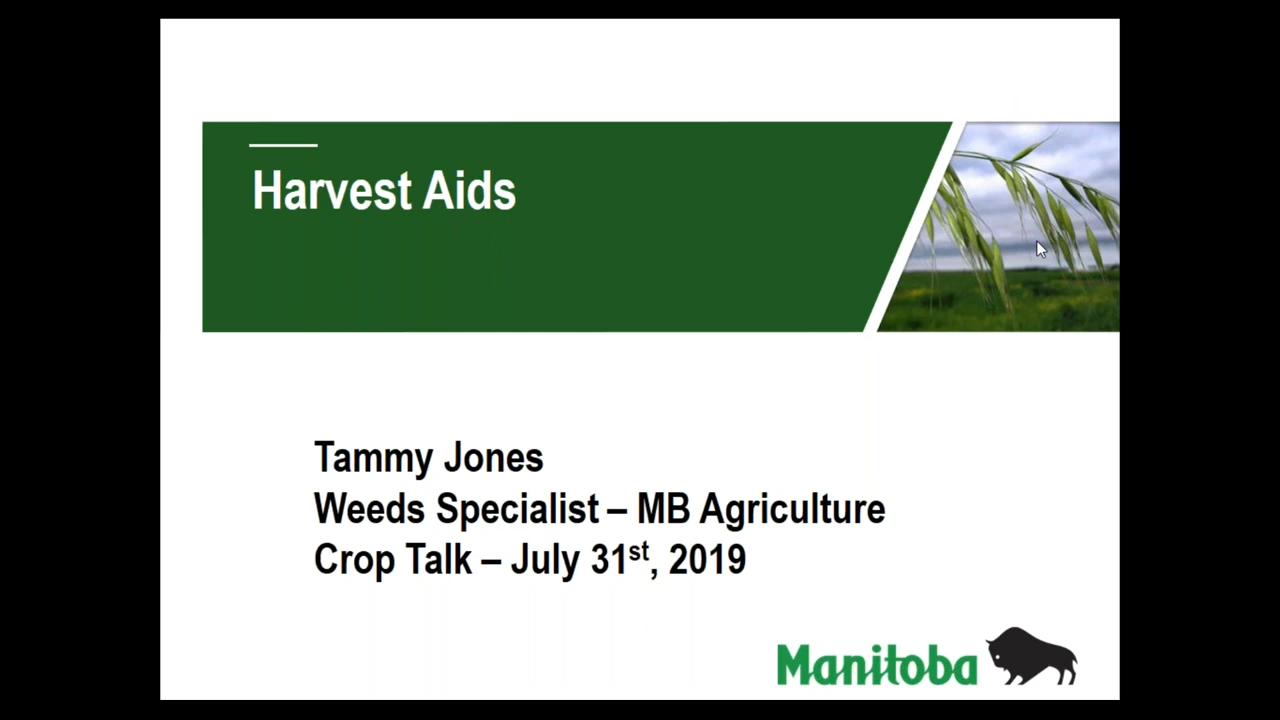 Harvest Aids
Tammy Jones
Weeds Specialist – MB Agriculture
Crop Talk – July 31st, 2019
Manitoba